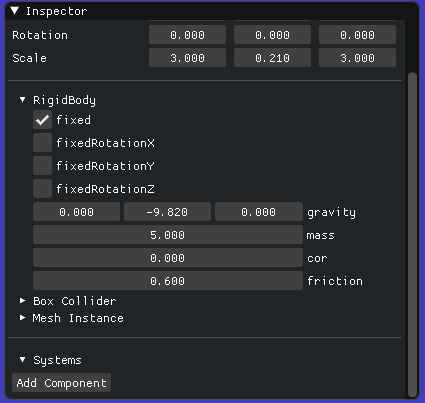 Inspector
Rotation 0.000 0.000 0.000
Scale 3.000 0.210 3.000
RigidBody
fixed
fixedRotationX
fixedRotationY
fixedRotationZ
0.000 -9.820 0.000 gravity
5.000 mass
0.000 cor
0.600 friction
Box Collider
Mesh Instance
Systems
Add Component